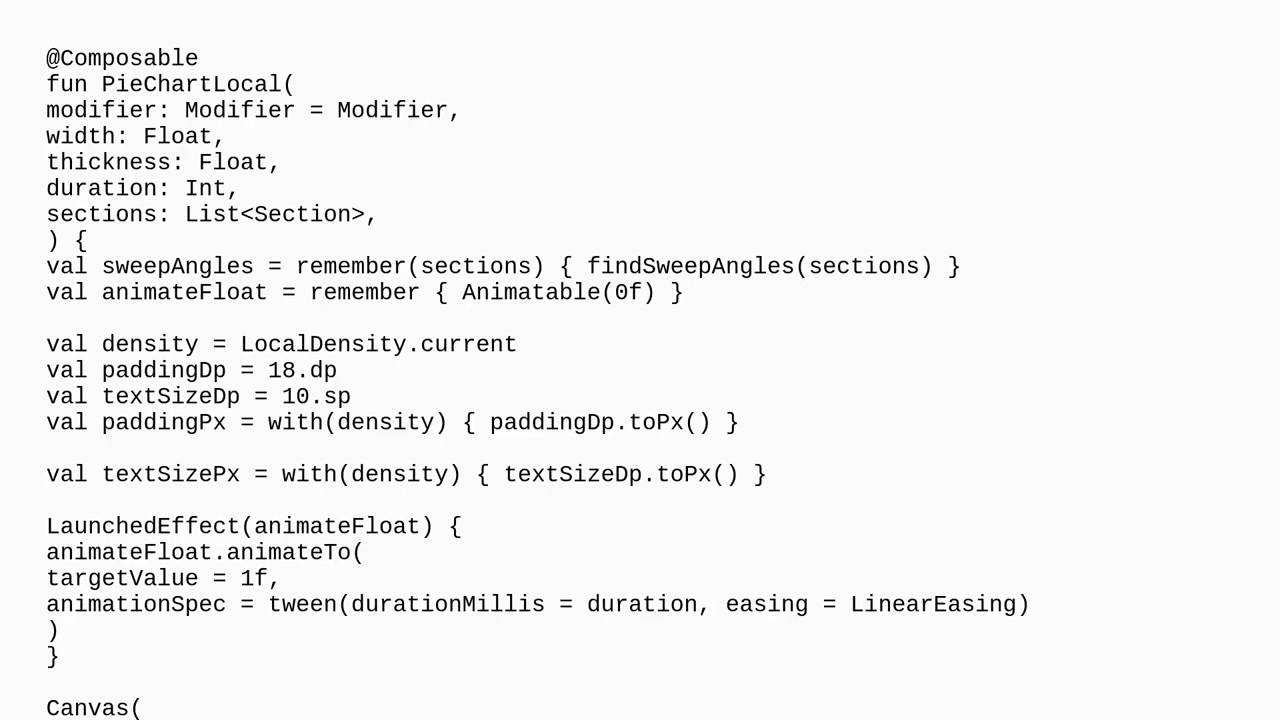 @Composable
fun PieChartLocal(
modifier: Modifier = Modifier,
width: Float,
thickness: Float,
duration: Int,
sections: List<Section>,
) {
val sweepAngles = remember(sections) { findSweepAngles(sections) }
val animateFloat = remember { Animatable(0f) }
val density = LocalDensity.current
val paddingDp = 18.dp
val textSizeDp = 10.sp
val paddingPx = with(density) { paddingDp.toPx() }
val textSizePx = with(density) { textSizeDp.toPx() }
LaunchedEffect(animateFloat) {
animateFloat.animateTo(
targetValue = 1f,
animationSpec = tween(durationMillis = duration, easing = LinearEasing)
)
}
Canvas(